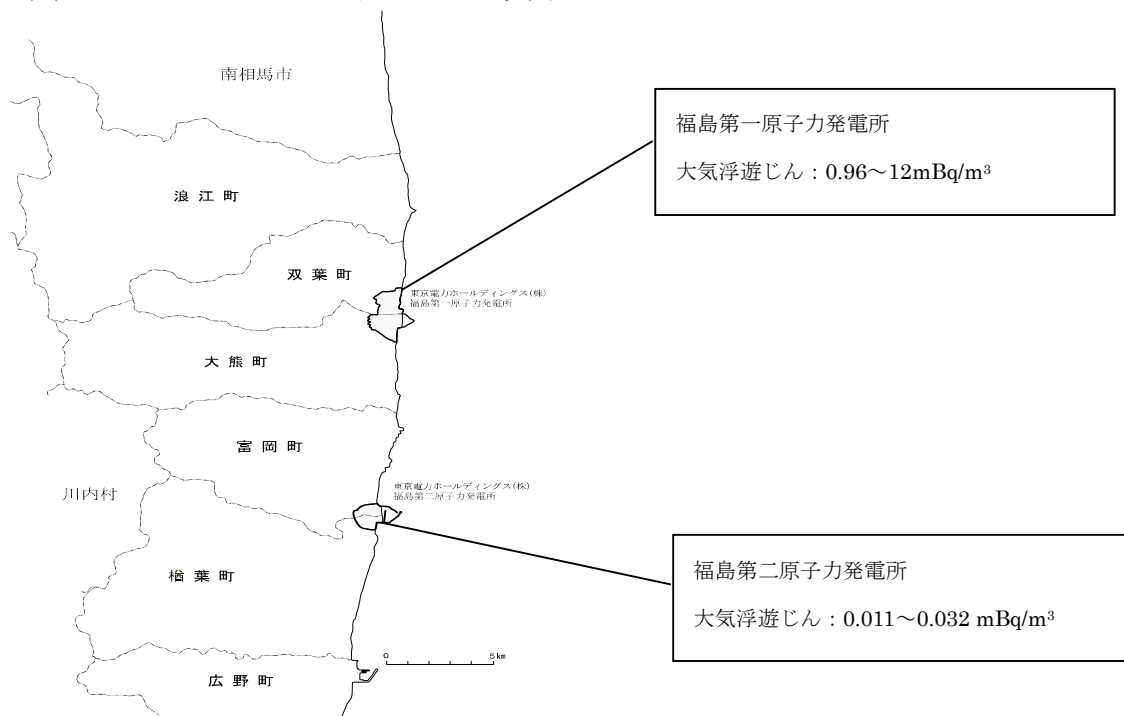 南相馬市
福島第一原子力発電所
大気浮遊じん：0.96～12mBq/m³
浪江町
双葉町
東京電力ホールディングス(株)
福島第一原子力発電所
大熊町
富岡町
東京電力ホールディングス(株)
福島第二原子力発電所
川内村
福島第二原子力発電所
大気浮遊じん：0.011～0.032 mBq/m³
楢葉町
0 5km
広野町